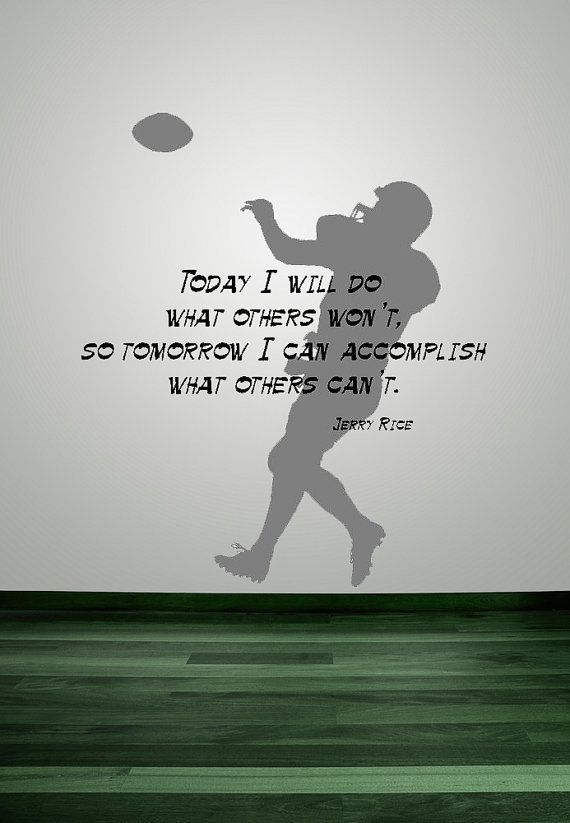 Today I will do
what others won't,
so tomorrow I can accomplish
what others can't.
Jerry Rice